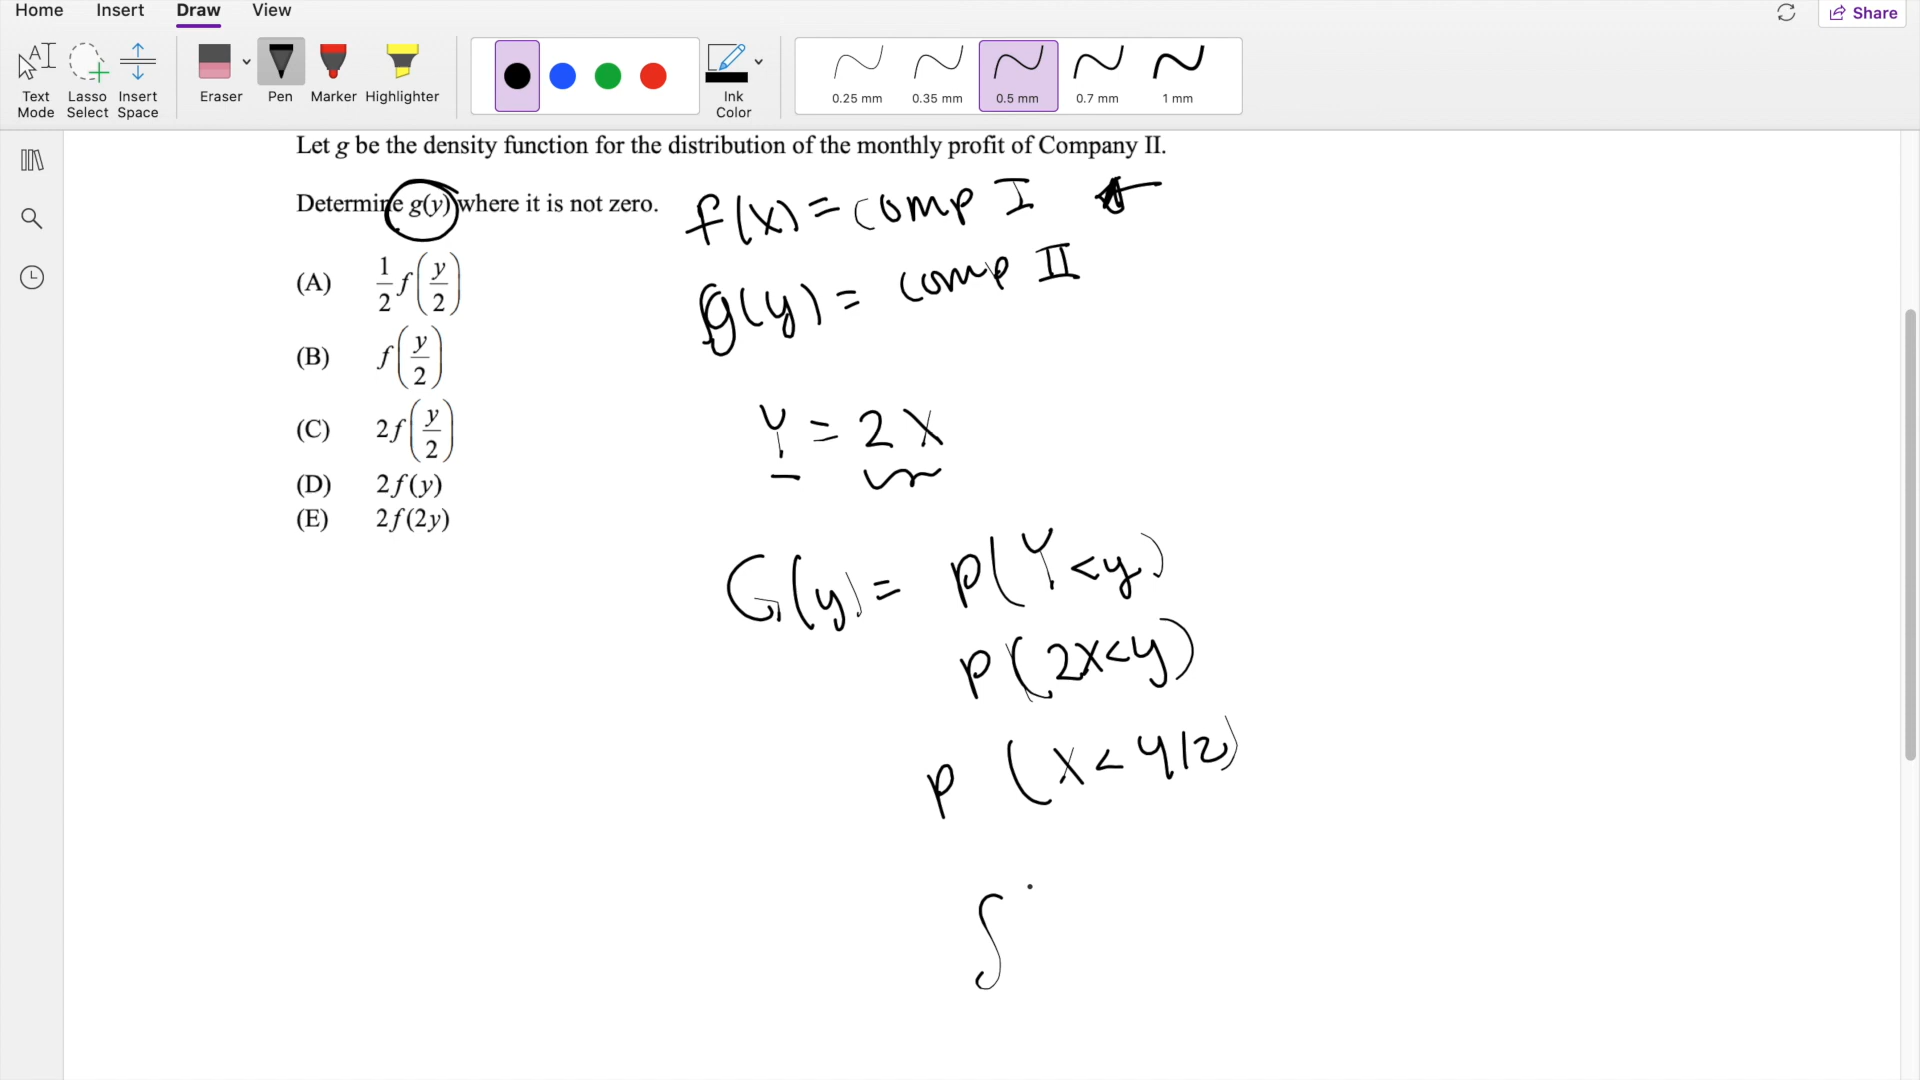 Home Insert Draw View Share
Text Mode
Lasso Select
Insert Space
Eraser
Pen
Marker
Highlighter
Ink Color
0.25 mm
0.35 mm
0.5 mm
0.7 mm
1 mm
Let g be the density function for the distribution of the monthly profit of Company II.
Determine g(y) where it is not zero.
f(x) = comp I
g(y) = comp II
(A) 1/2 f(y/2)
(B) f(y/2)
(C) 2f(y/2)
(D) 2f(y)
(E) 2f(2y)
Y = 2X
G(y) = P(Y<y)
P(2X<y)
P(X<y/2)
∫